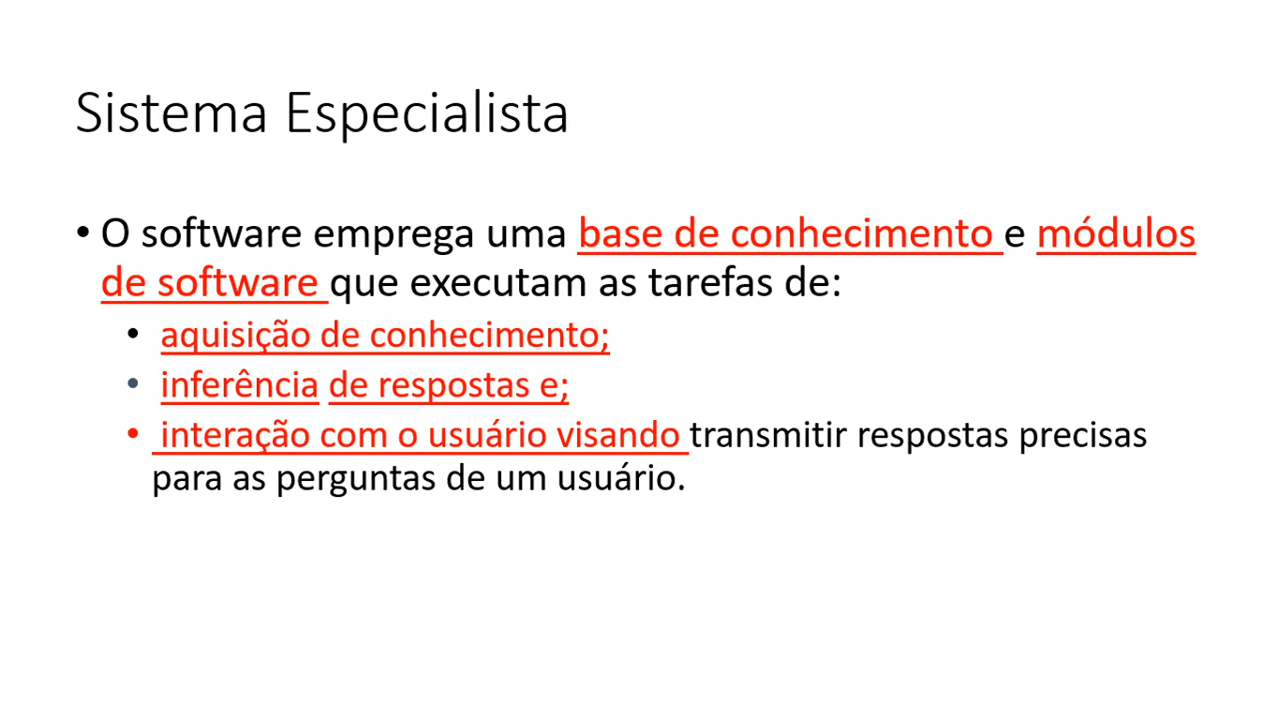 Sistema Especialista
• O software emprega uma base de conhecimento e módulos
de software que executam as tarefas de:
• aquisição de conhecimento;
• inferência de respostas e;
• interação com o usuário visando transmitir respostas precisas
para as perguntas de um usuário.